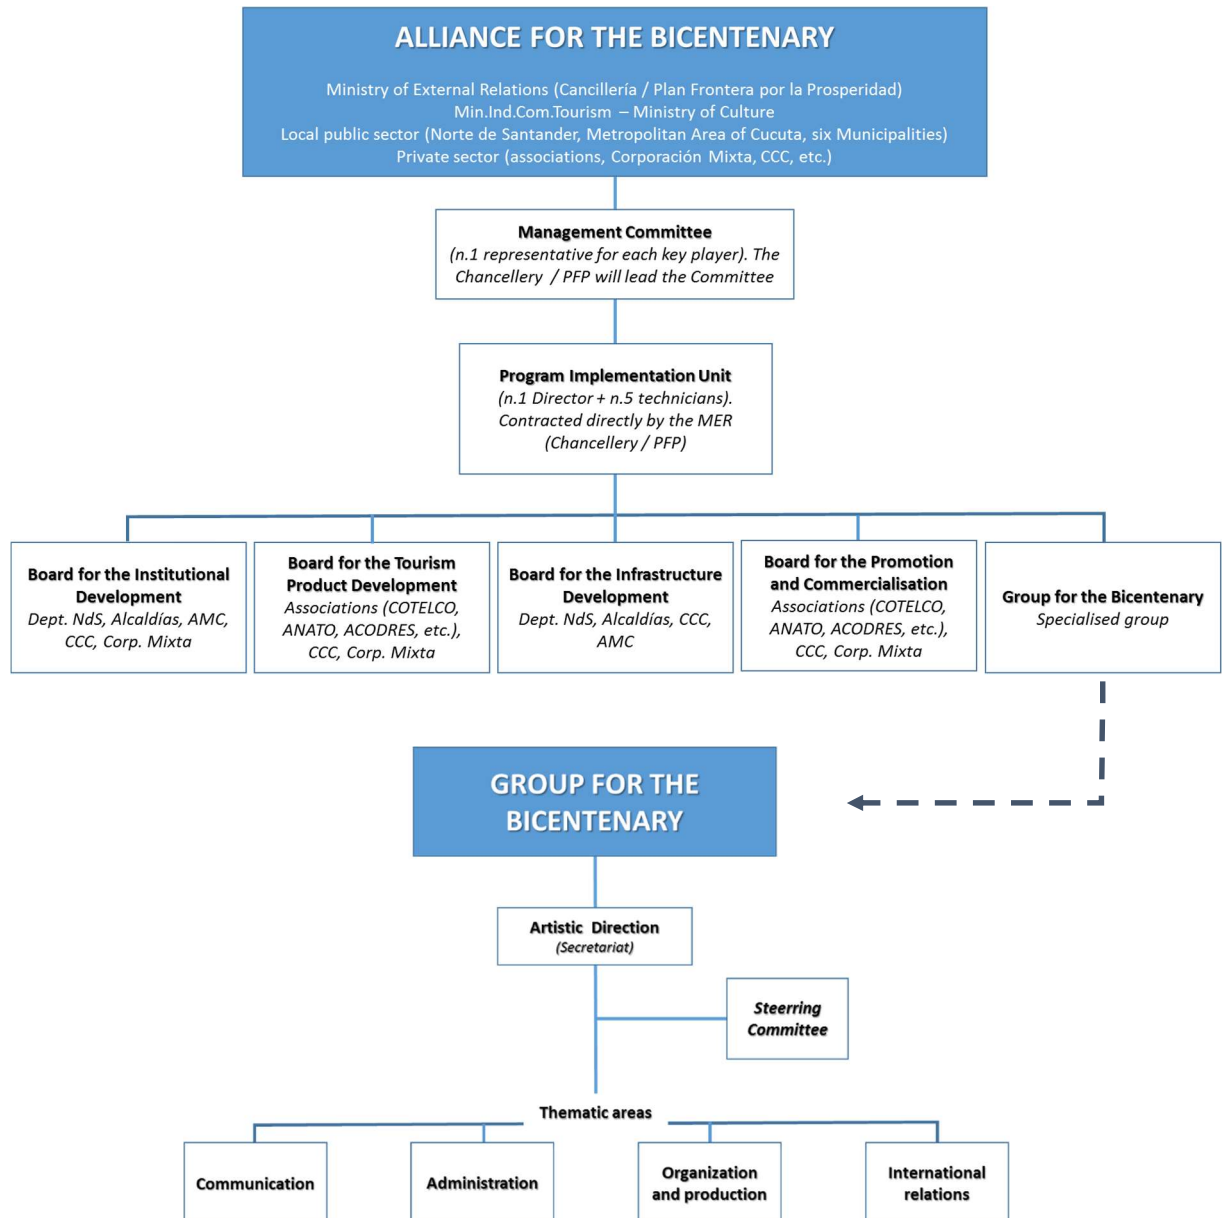 ALLIANCE FOR THE BICENTENARY
Ministry of External Relations (Cancillería / Plan Frontera por la Prosperidad)
Min.Ind.Com.Tourism – Ministry of Culture
Local public sector (Norte de Santander, Metropolitan Area of Cucuta, six Municipalities)
Private sector (associations, Corporación Mixta, CCC, etc.)
Management Committee
(n.1 representative for each key player). The
Chancellery / PFP will lead the Committee
Program Implementation Unit
(n.1 Director + n.5 technicians).
Contracted directly by the MER
(Chancellery / PFP)
Board for the Institutional
Development
Dept. NdS, Alcaldías, AMC,
CCC, Corp. Mixta
Board for the Tourism
Product Development
Associations (COTELCO,
ANATO, ACODRES, etc.),
CCC, Corp. Mixta
Board for the Infrastructure
Development
Dept. NdS, Alcaldías, CCC,
AMC
Board for the Promotion
and Commercialisation
Associations (COTELCO,
ANATO, ACODRES, etc.),
CCC, Corp. Mixta
Group for the Bicentenary
Specialised group
GROUP FOR THE
BICENTENARY
Artistic Direction
(Secretariat)
Steerring
Committee
Thematic areas
Communication
Administration
Organization
and production
International
relations